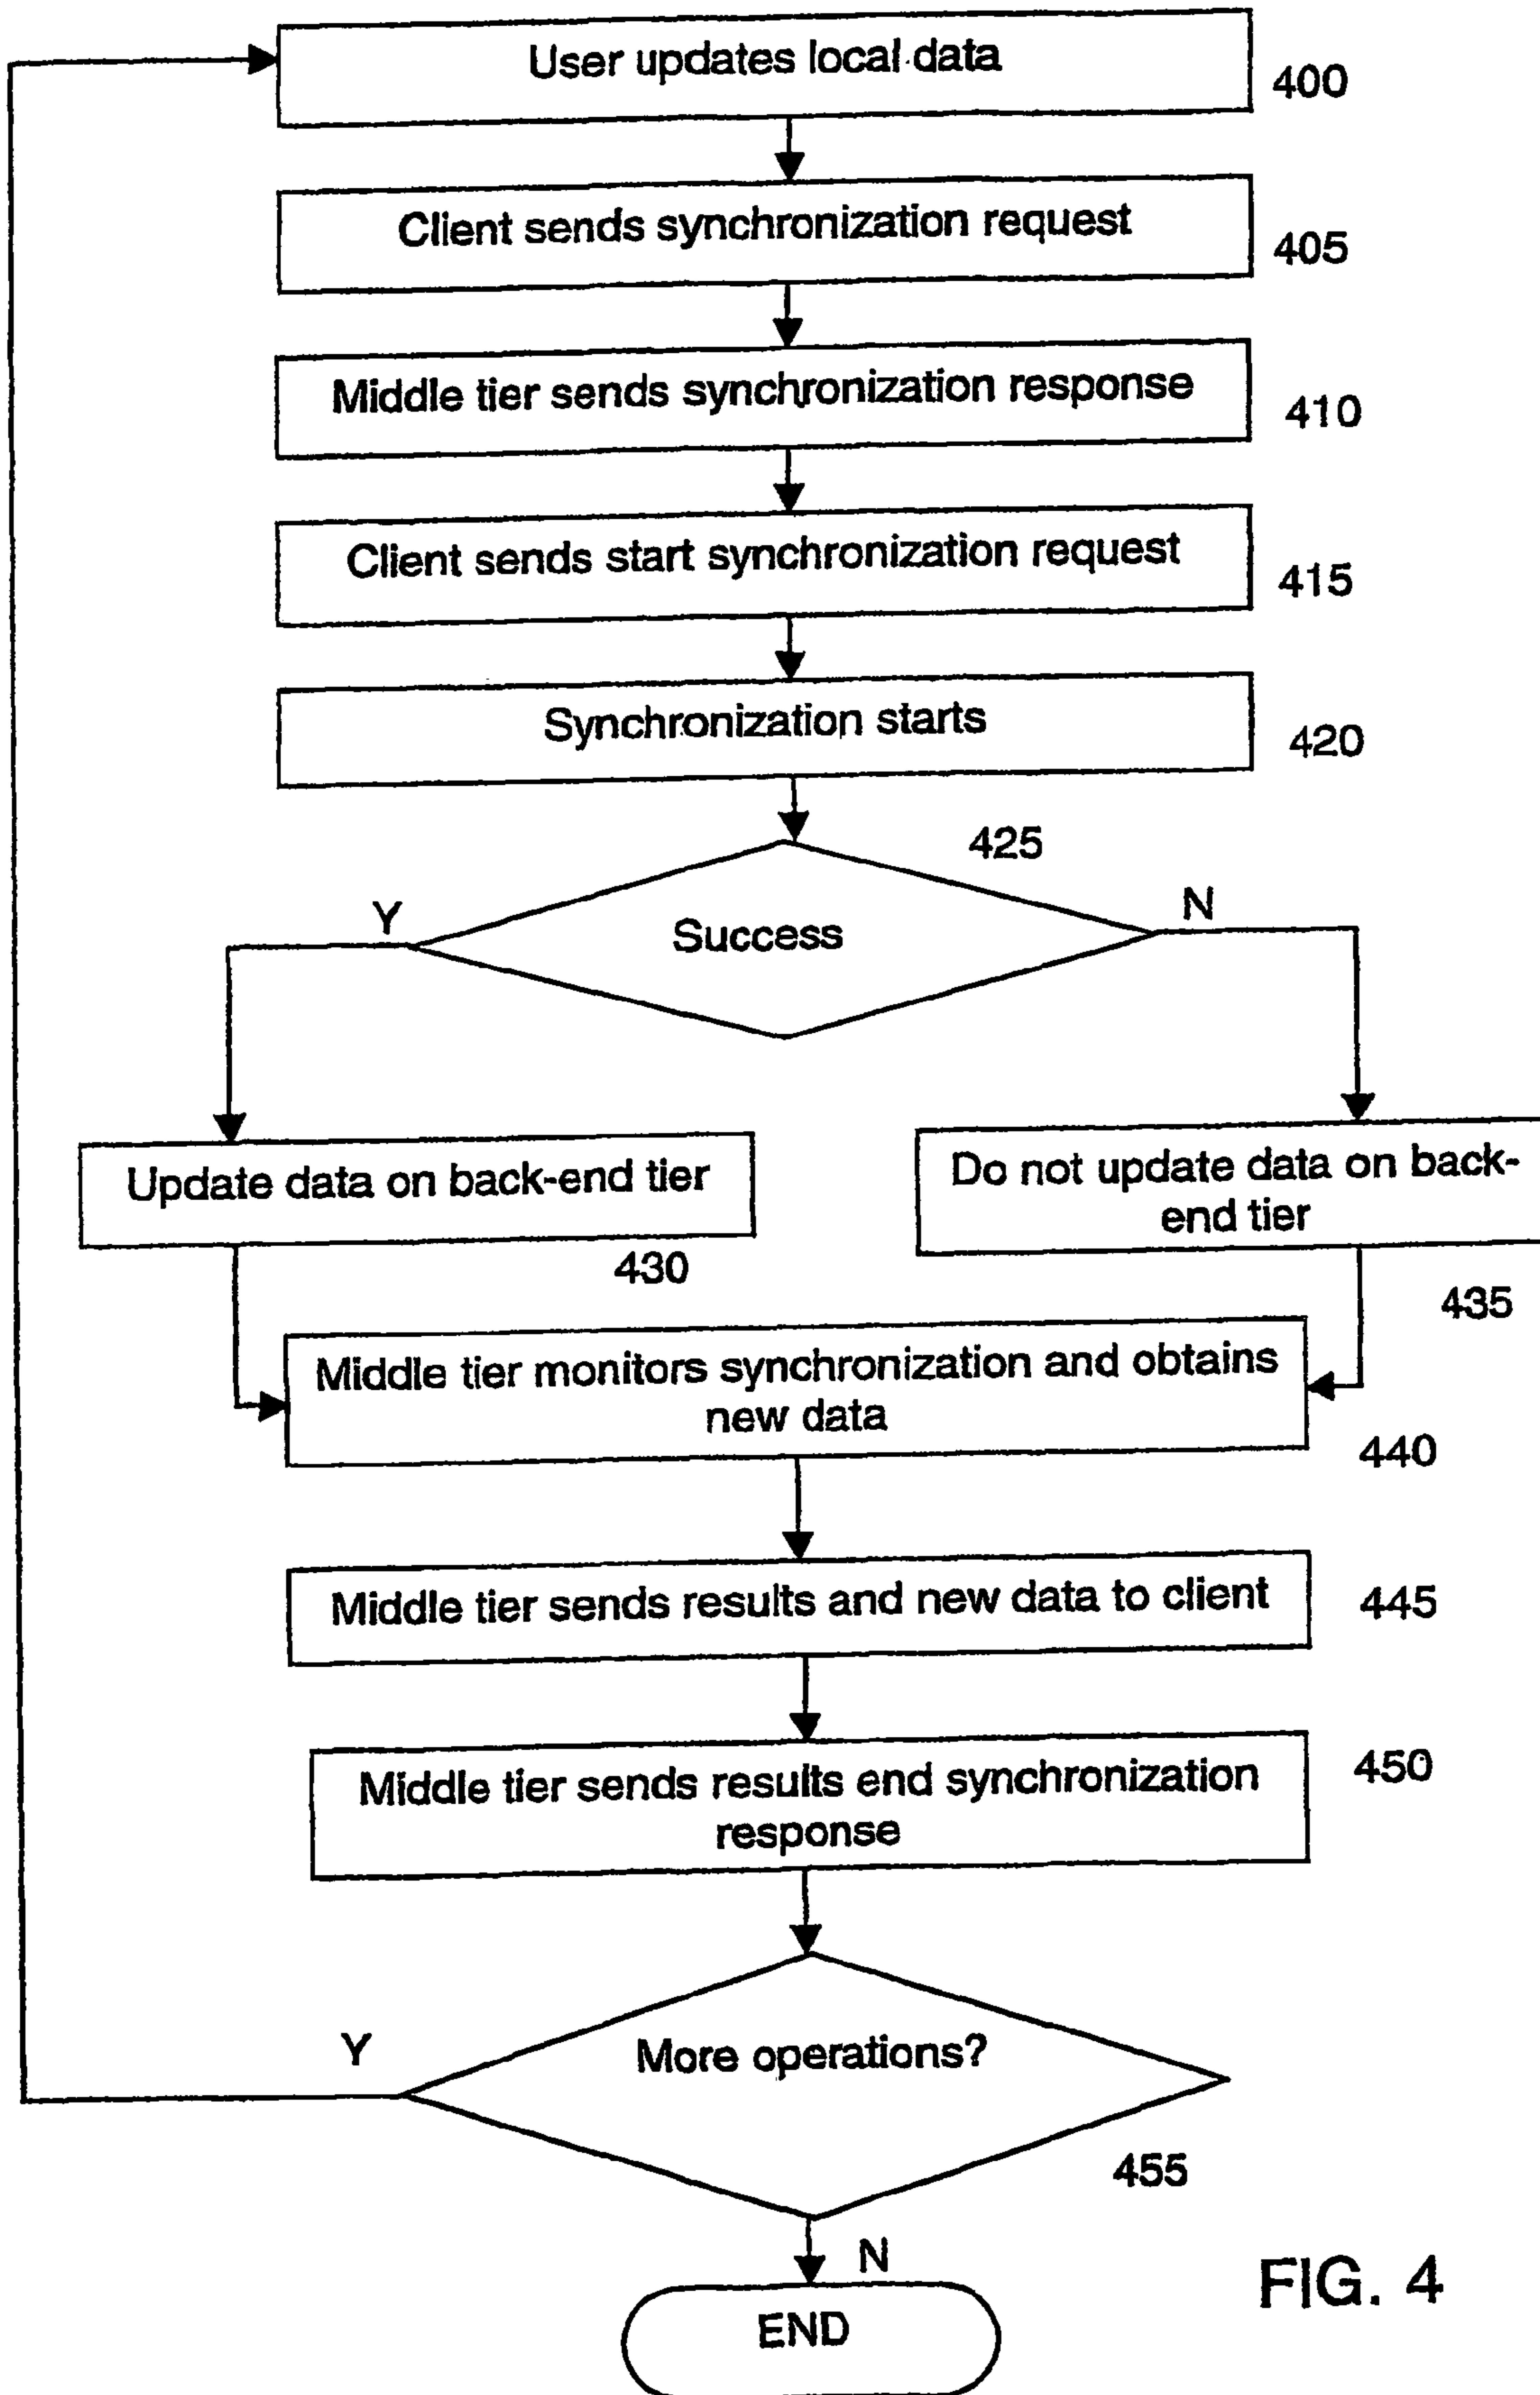 User updates local data
400
Client sends synchronization request
405
Middle tier sends synchronization response
410
Client sends start synchronization request
415
Synchronization starts
420
425
Y
N
Success
Update data on back-end tier
430
Do not update data on back-
end tier
435
Middle tier monitors synchronization and obtains
new data
440
Middle tier sends results and new data to client
445
Middle tier sends results end synchronization
response
450
Y
More operations?
455
N
END
FIG. 4